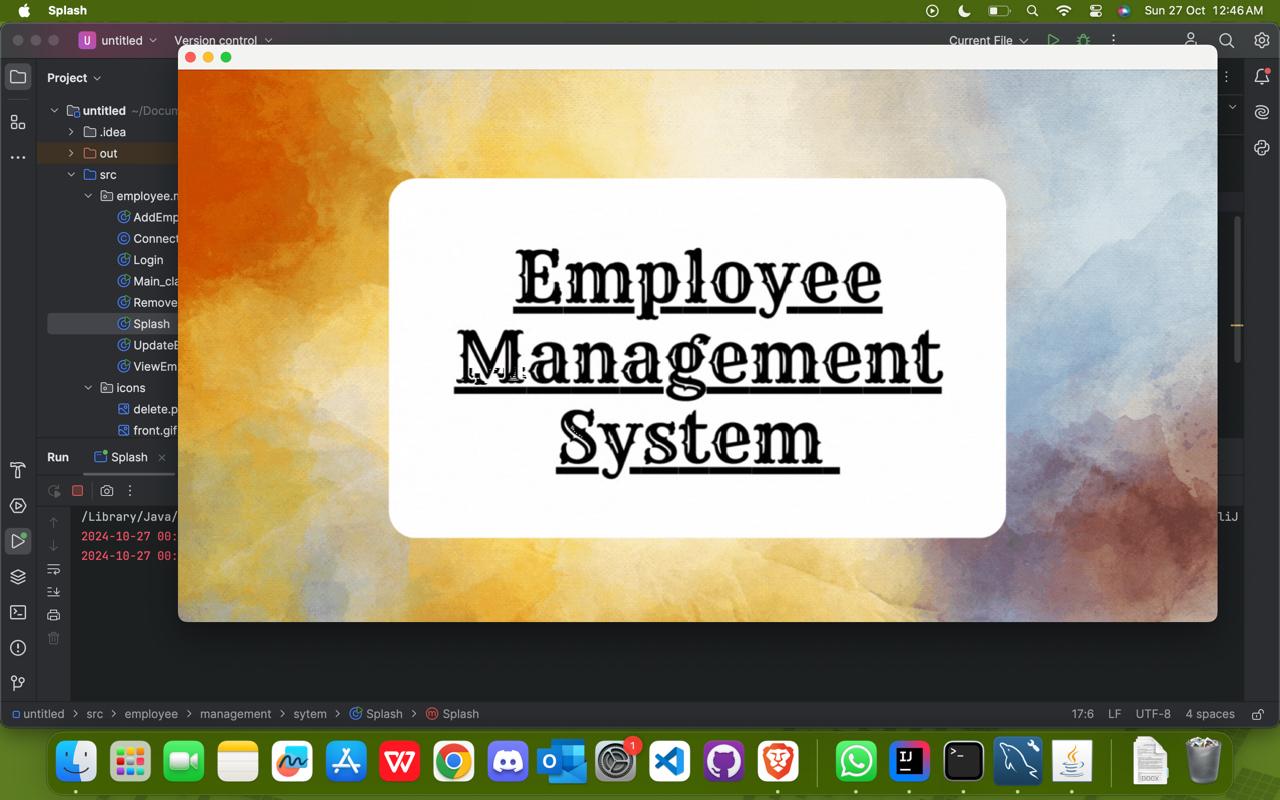 Splash
Sun 27 Oct 12:46 AM
U untitled
Version control
Current File
Project
untitled ~/Docum
.idea
out
src
employee.m
AddEmp
Connect
Login
Main_cla
Remove
Splash
UpdateE
ViewEm
icons
delete.p
front.gif
Employee
Management
System
Run
Splash
/Library/Java/
liJ
2024-10-27 00:
2024-10-27 00:
untitled > src > employee > management > sytem > Splash > Splash
17:6 LF UTF-8 4 spaces
1
W
O
IJ
>_
DOCX